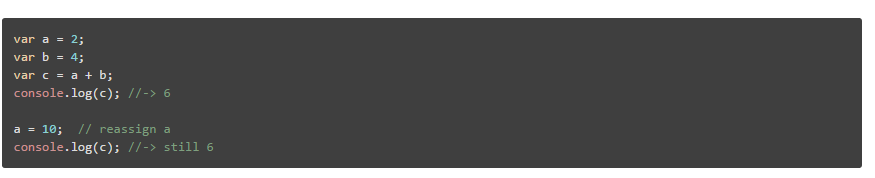 var a = 2;
var b = 4;
var c = a + b;
console.log(c); //-> 6

a = 10;  // reassign a
console.log(c); //-> still 6